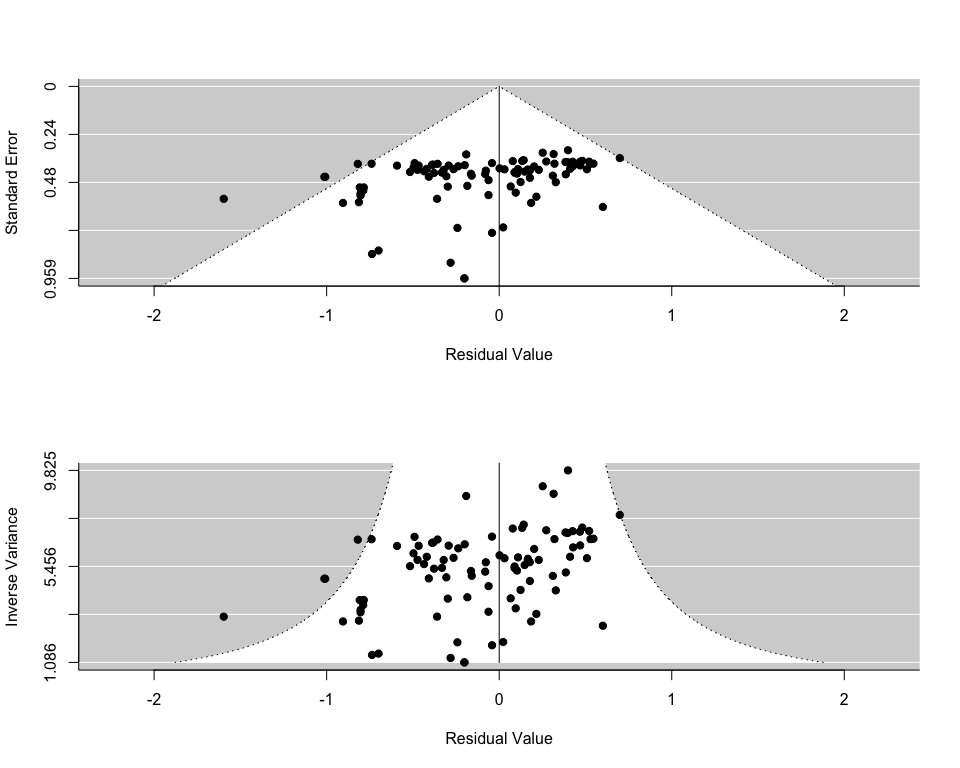 Standard Error
0
0.24
0.48
0.959
-2 -1 0 1 2
Residual Value
Inverse Variance
9.825
5.456
1.086
-2 -1 0 1 2
Residual Value